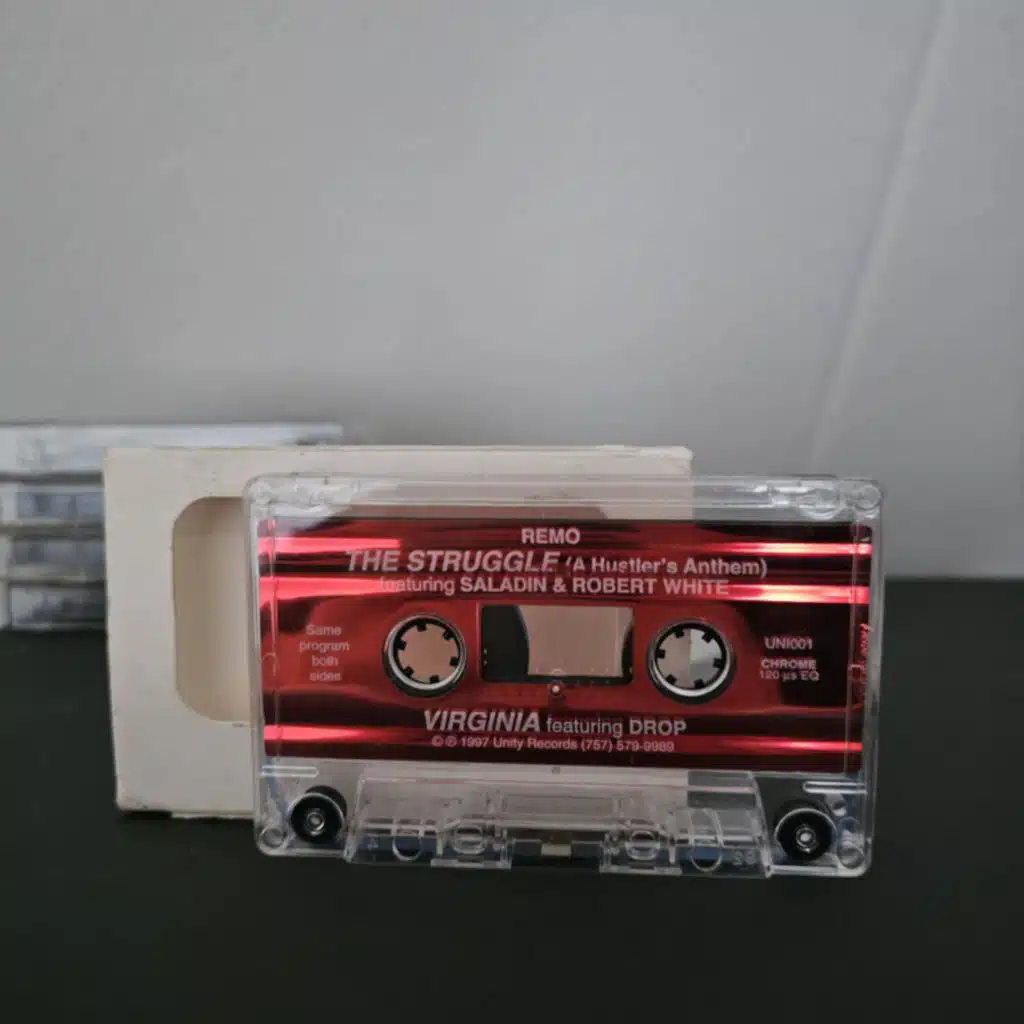 REMO
THE STRUGGLE (A Hustler's Anthem)
featuring SALADIN & ROBERT WHITE
Same
program
both
sides
UNI001
CHROME
120 µs EQ
VIRGINIA featuring DROP
© ℗ 1997 Unity Records (757) 579-9989